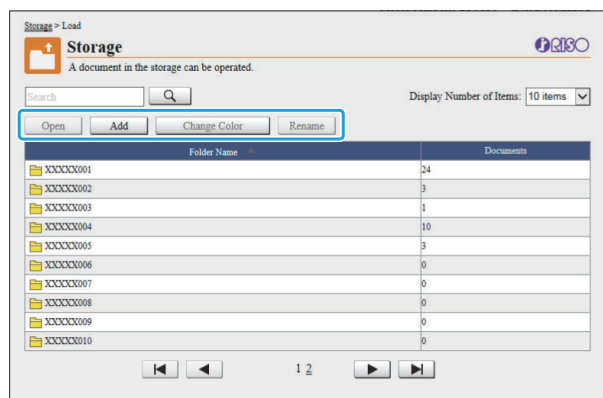 Storage > Load
Storage
RISO
A document in the storage can be operated.
Search
Display Number of Items: 10 items
Open Add Change Color Rename
Folder Name Documents
XXXXX001 24
XXXXX002 3
XXXXX003 1
XXXXX004 10
XXXXX005 3
XXXXX006 0
XXXXX007 0
XXXXX008 0
XXXXX009 0
XXXXX010 0
1 2